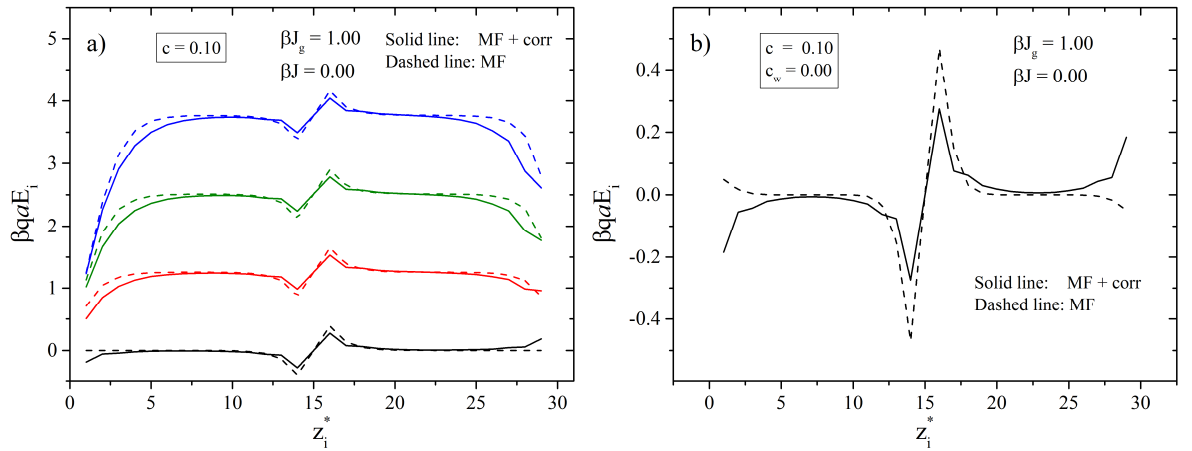 a)
c = 0.10
βJg = 1.00
βJ = 0.00
Solid line: MF + corr
Dashed line: MF
5
4
3
2
1
0
βqaEi
0 5 10 15 20 25 30
zi*
b)
c = 0.10
cw = 0.00
βJg = 1.00
βJ = 0.00
0.4
0.2
0.0
-0.2
-0.4
βqaEi
Solid line: MF + corr
Dashed line: MF
0 5 10 15 20 25 30
zi*